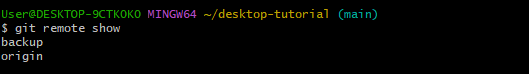 User@DESKTOP-9CTKOKO MINGW64 ~/desktop-tutorial (main)
$ git remote show
backup
origin